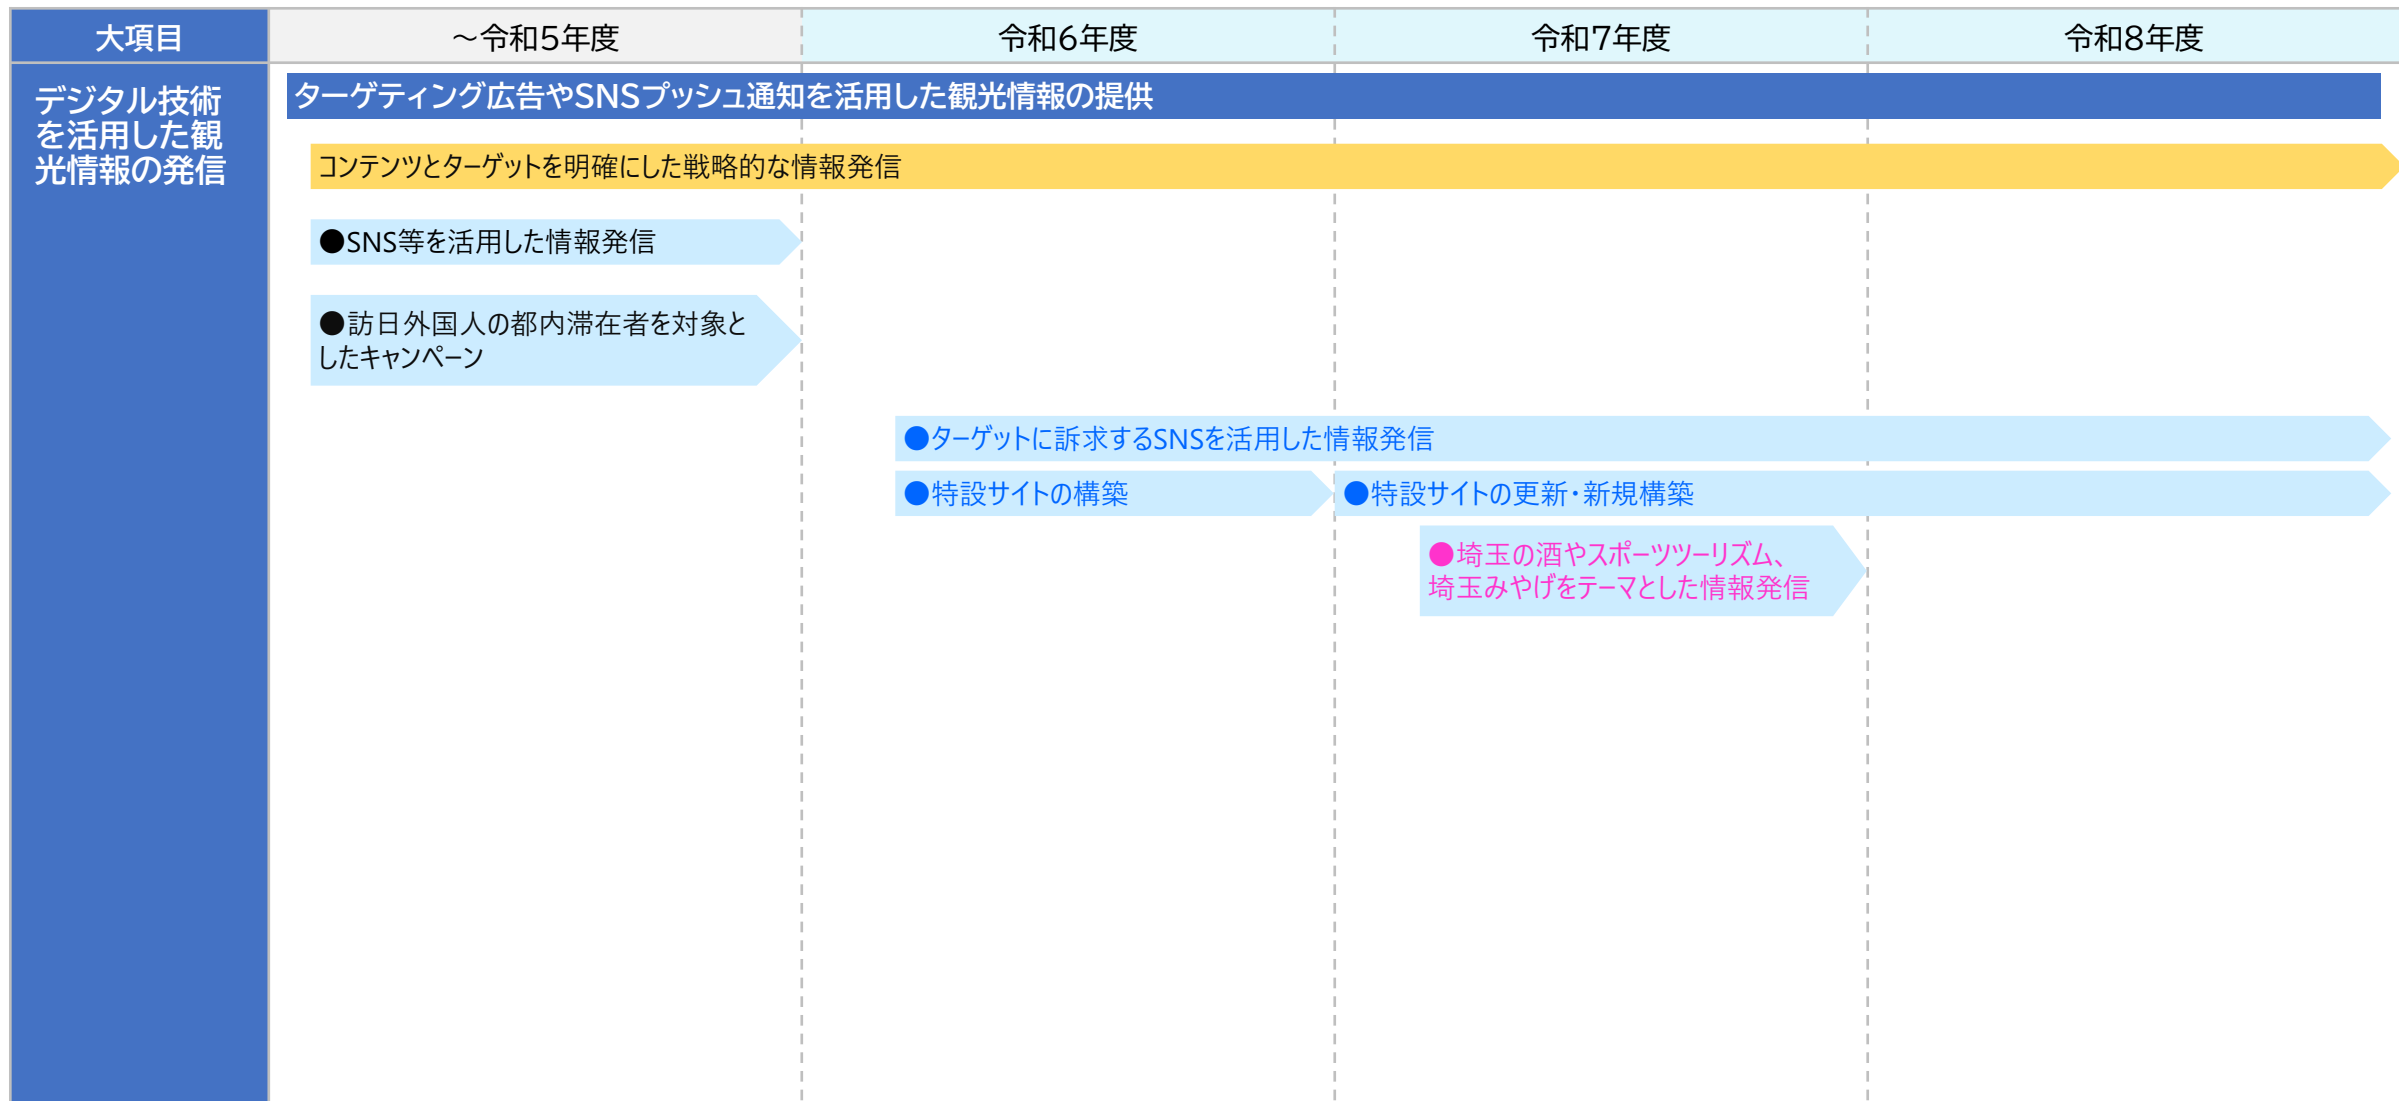 大項目
～令和5年度
令和6年度
令和7年度
令和8年度
デジタル技術
を活用した観
光情報の発信
ターゲティング広告やSNSプッシュ通知を活用した観光情報の提供
コンテンツとターゲットを明確にした戦略的な情報発信
●SNS等を活用した情報発信
●訪日外国人の都内滞在者を対象と
したキャンペーン
●ターゲットに訴求するSNSを活用した情報発信
●特設サイトの構築
●特設サイトの更新・新規構築
●埼玉の酒やスポーツツーリズム、
埼玉みやげをテーマとした情報発信